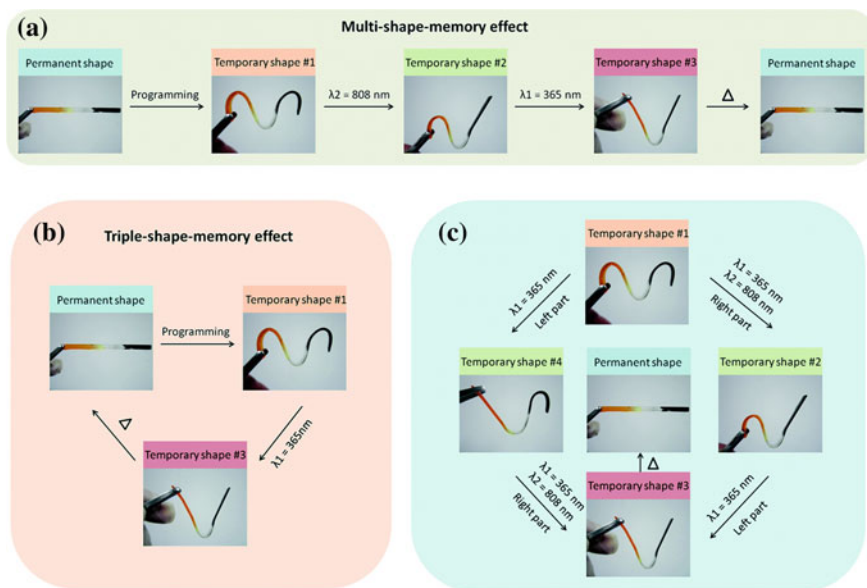 (a)
Multi-shape-memory effect
Permanent shape
Programming
Temporary shape #1
λ2 = 808 nm
Temporary shape #2
λ1 = 365 nm
Temporary shape #3
Δ
Permanent shape
(b)
Triple-shape-memory effect
Permanent shape
Programming
Temporary shape #1
Δ
λ1 = 365nm
Temporary shape #3
(c)
Temporary shape #1
λ1 = 365 nm
Left part
λ1 = 365 nm
λ2 = 808 nm
Right part
Temporary shape #4
Permanent shape
Temporary shape #2
λ1 = 365 nm
λ2 = 808 nm
Right part
Δ
Temporary shape #3
λ1 = 365 nm
Left part